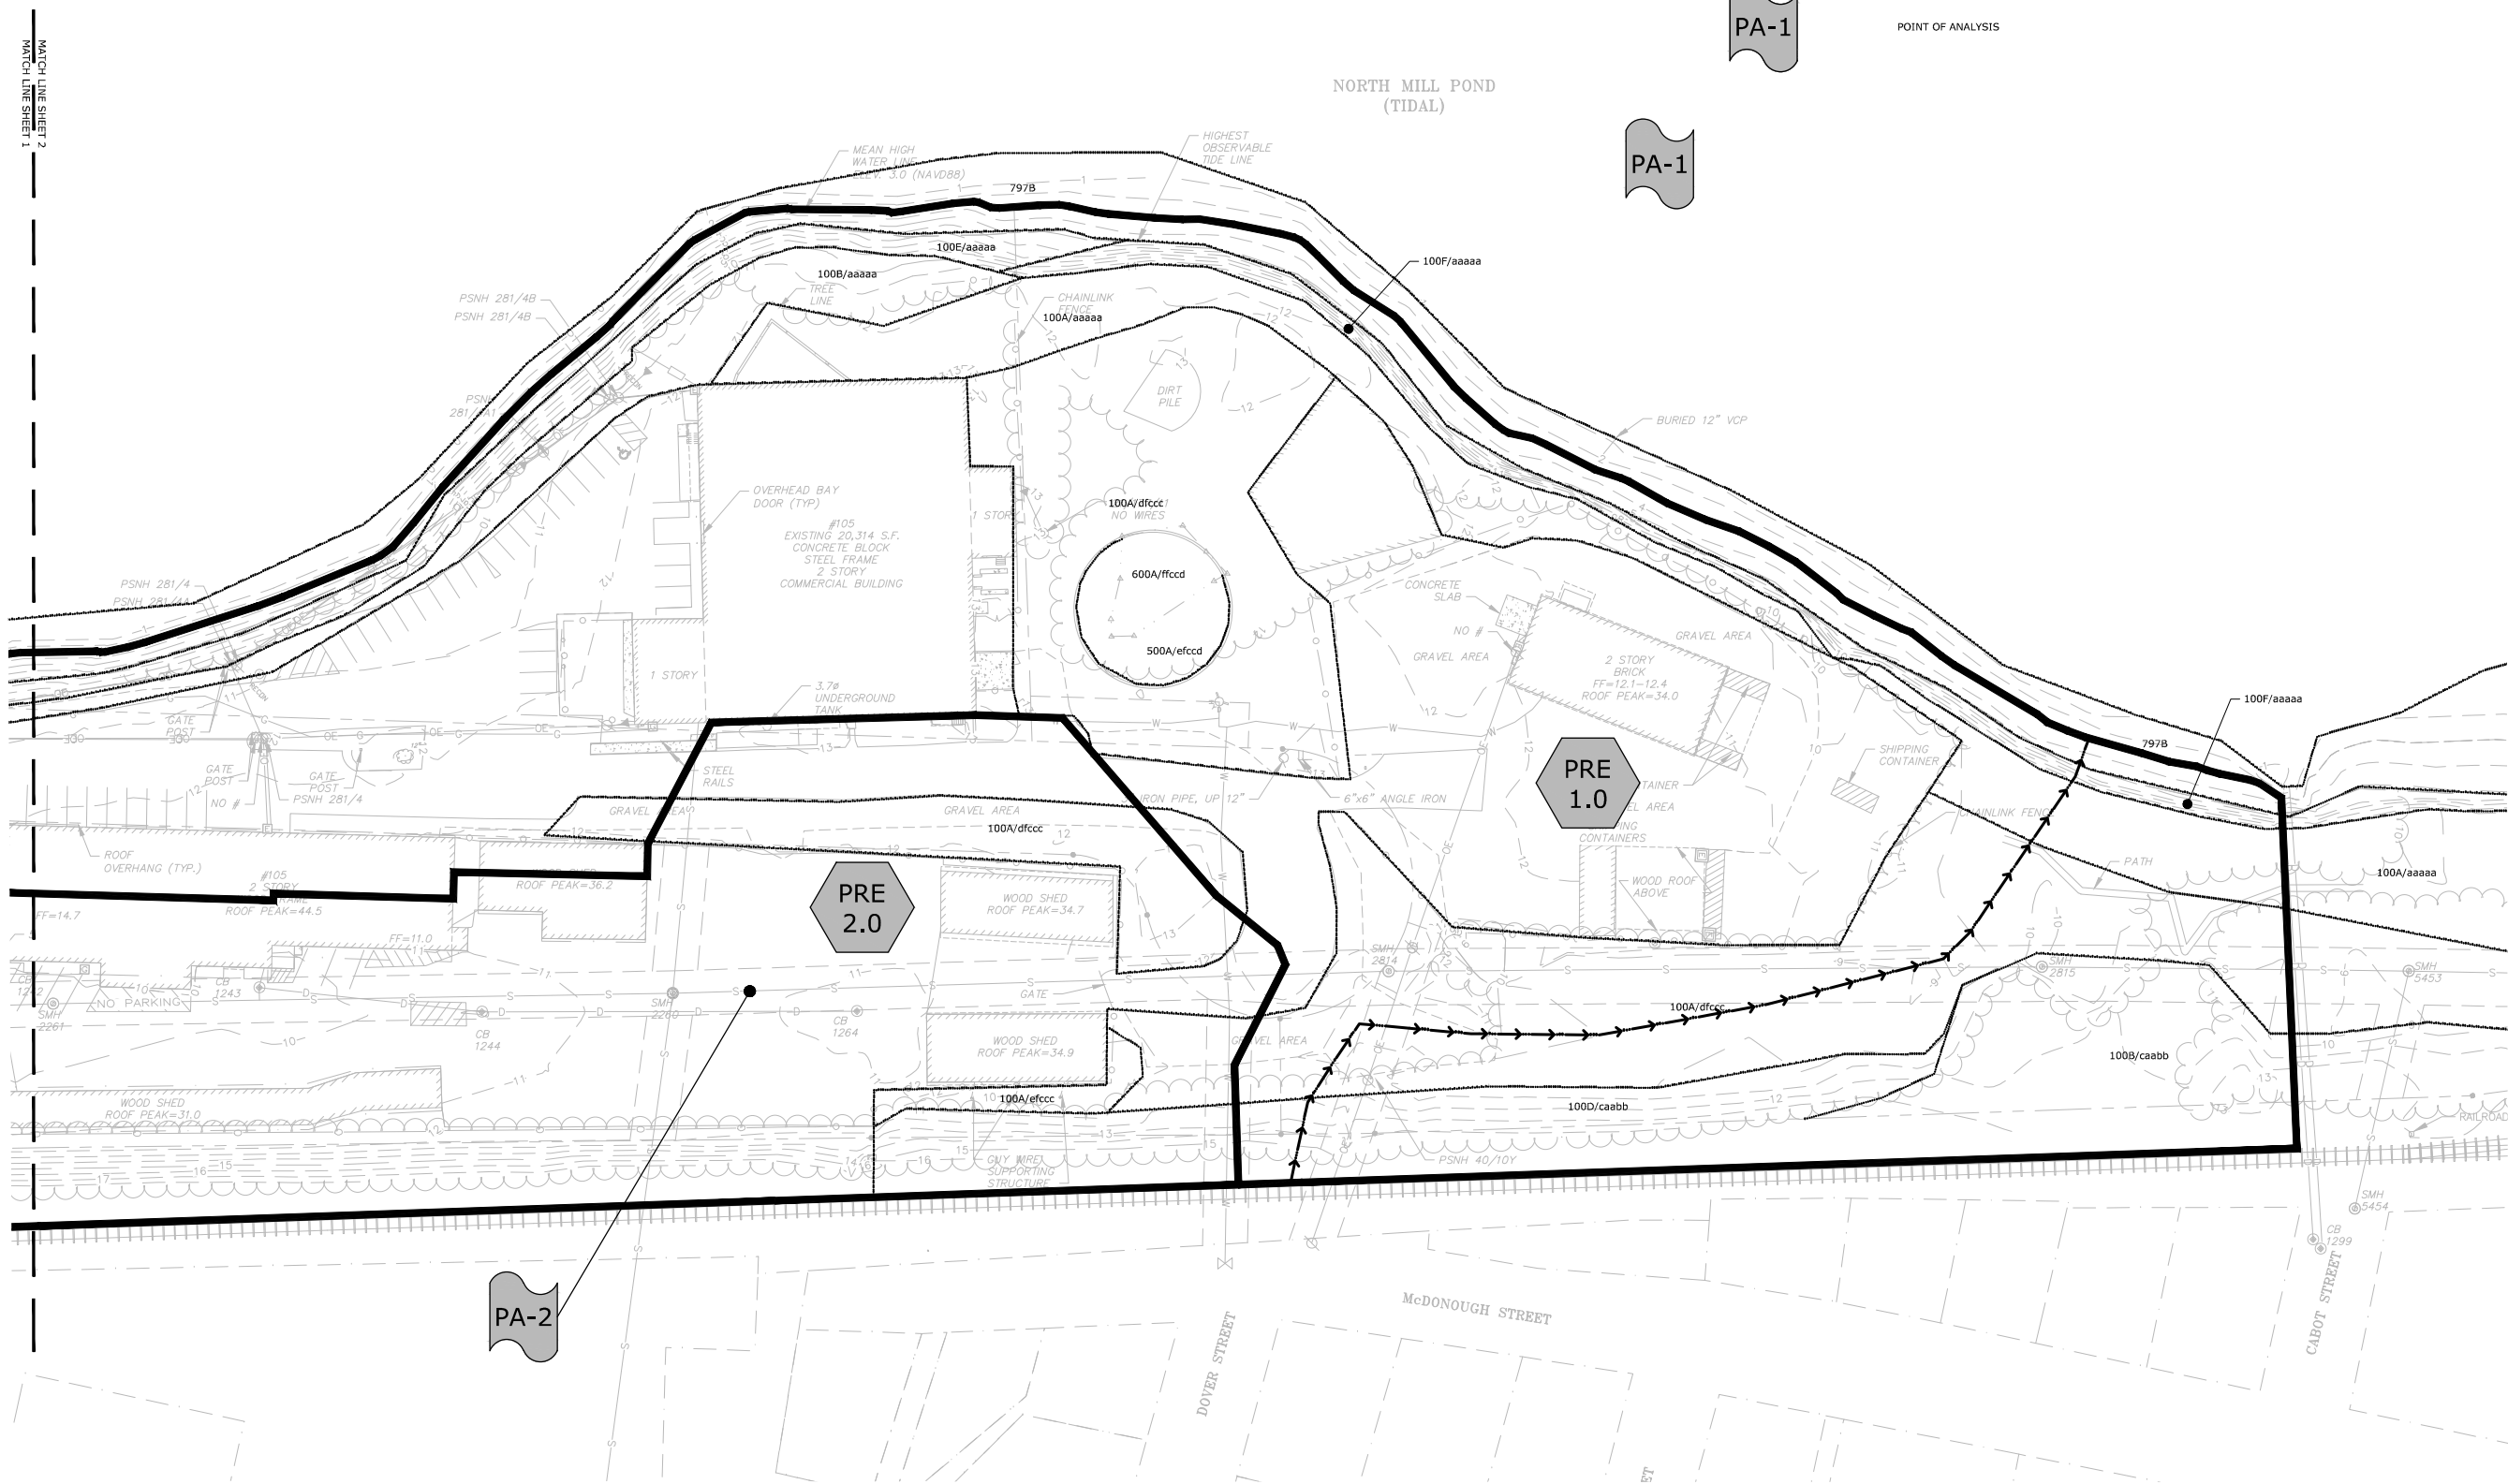 PA-1
POINT OF ANALYSIS
MATCH LINE SHEET 2
MATCH LINE SHEET 1
NORTH MILL POND
(TIDAL)
PA-1
HIGHEST
OBSERVABLE
TIDE LINE
MEAN HIGH
WATER LINE
ELEV. 3.0 (NAVD88)
797B
100E/aaaaa
100B/aaaaa
TREE
LINE
100F/aaaaa
PSNH 281/4B
PSNH 281/4B
CHAINLINK
FENCE
100A/aaaaa
DIRT
PILE
BURIED 12" VCP
OVERHEAD BAY
DOOR (TYP)
#105
EXISTING 20,314 S.F.
CONCRETE BLOCK
STEEL FRAME
2 STORY
COMMERCIAL BUILDING
1 STORY
100A/dfccc
NO WIRES
600A/ffccd
500A/efccd
PSNH 281/4
PSNH 281/4A
CONCRETE
SLAB
NO #
GRAVEL AREA
GRAVEL AREA
2 STORY
BRICK
FF=12.1-12.4
ROOF PEAK=34.0
1 STORY
3.7ø
UNDERGROUND
TANK
GATE
POST
GATE
POST
GATE
POST
NO #
PSNH 281/4
STEEL
RAILS
IRON PIPE, UP 12"
6"x6" ANGLE IRON
PRE
1.0
SHIPPING
CONTAINER
CONTAINERS
100F/aaaaa
797B
CHAINLINK FENCE
PATH
WOOD ROOF
ABOVE
100A/aaaaa
GRAVEL AREA
GRAVEL AREA
100A/dfccc
ROOF
OVERHANG (TYP.)
#105
2 STORY
ROOF PEAK=44.5
ROOF PEAK=36.2
FF=14.7
FF=11.0
PRE
2.0
WOOD SHED
ROOF PEAK=34.7
CB
1242
SMH
2261
NO PARKING
CB
1243
CB
1244
SMH
2260
CB
1264
GATE
SMH
2814
SMH
2815
SMH
5453
100A/dfccc
WOOD SHED
ROOF PEAK=34.9
GRAVEL AREA
100B/caabb
WOOD SHED
ROOF PEAK=31.0
100A/efccc
100D/caabb
RAILROAD
GUY WIRE
SUPPORTING
STRUCTURE
PSNH 40/10Y
SMH
5454
CB
1299
PA-2
DOVER STREET
McDONOUGH STREET
CABOT STREET